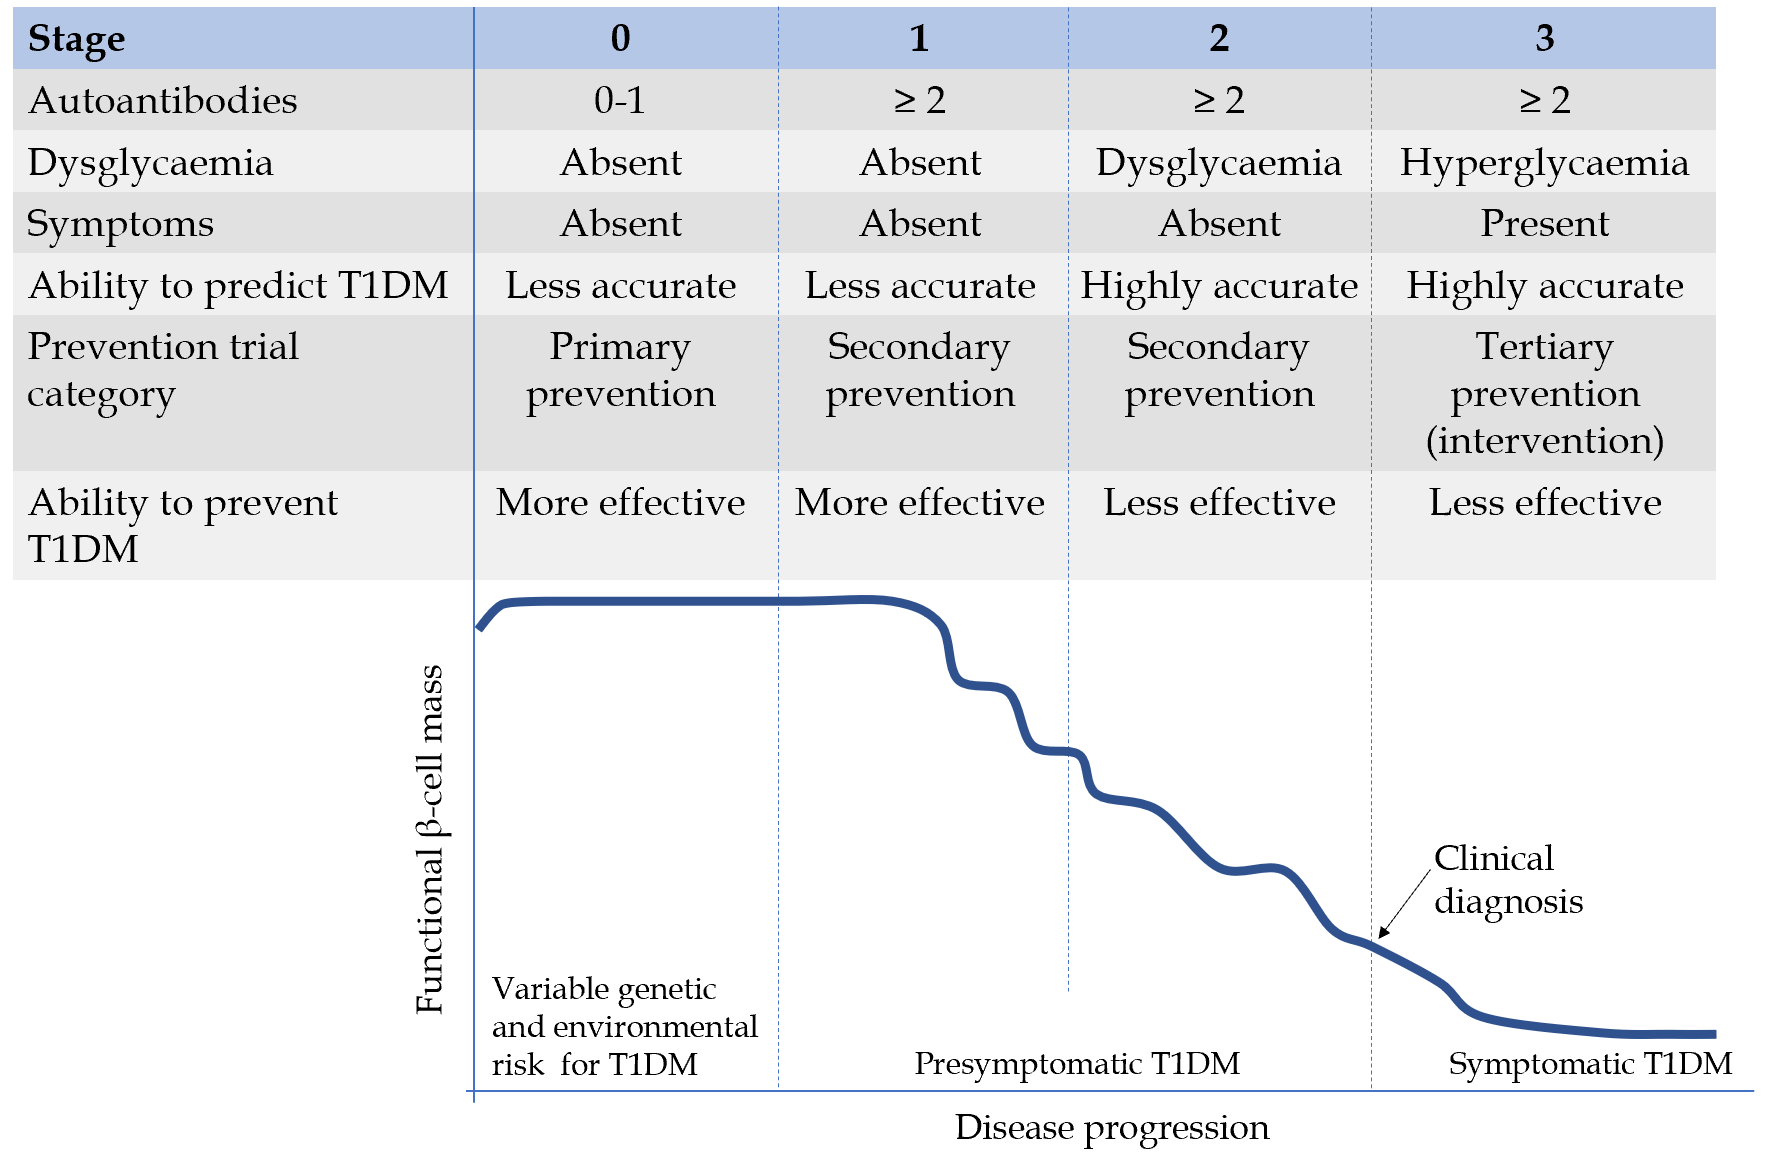 Stage 0 1 2 3
Autoantibodies 0-1 ≥ 2 ≥ 2 ≥ 2
Dysglycaemia Absent Absent Dysglycaemia Hyperglycaemia
Symptoms Absent Absent Absent Present
Ability to predict T1DM Less accurate Less accurate Highly accurate Highly accurate
Prevention trial Primary Secondary Secondary Tertiary
category prevention prevention prevention prevention
(intervention)
Ability to prevent More effective More effective Less effective Less effective
T1DM
Functional β-cell mass
Clinical
diagnosis
Variable genetic
and environmental
risk for T1DM
Presymptomatic T1DM
Symptomatic T1DM
Disease progression